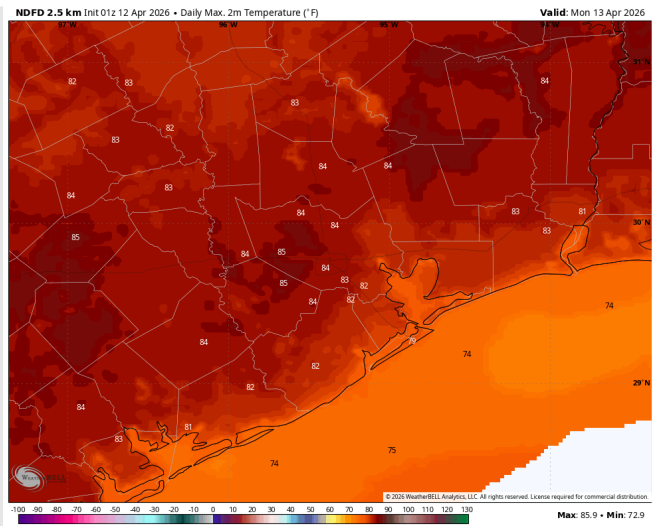 NDFD 2.5 km Init 01z 12 Apr 2026 • Daily Max. 2m Temperature (°F)
Valid: Mon 13 Apr 2026
97°W 96°W 95°W 94°W
31°N
82 83 84
83
82
83
84 84
83
84
84 83 81
30°N
84 83
85
84 85
84
85 83 82
84 82
74
84 79
74
82
29°N
82
84
81
83
75
74
WeatherBELL
© 2026 WeatherBELL Analytics, LLC. All rights reserved. License required for commercial distribution.
-100 -90 -80 -70 -60 -50 -40 -30 -20 -10 0 10 20 30 40 50 60 70 80 90 100 110 120 130
Max: 85.9 • Min: 72.9